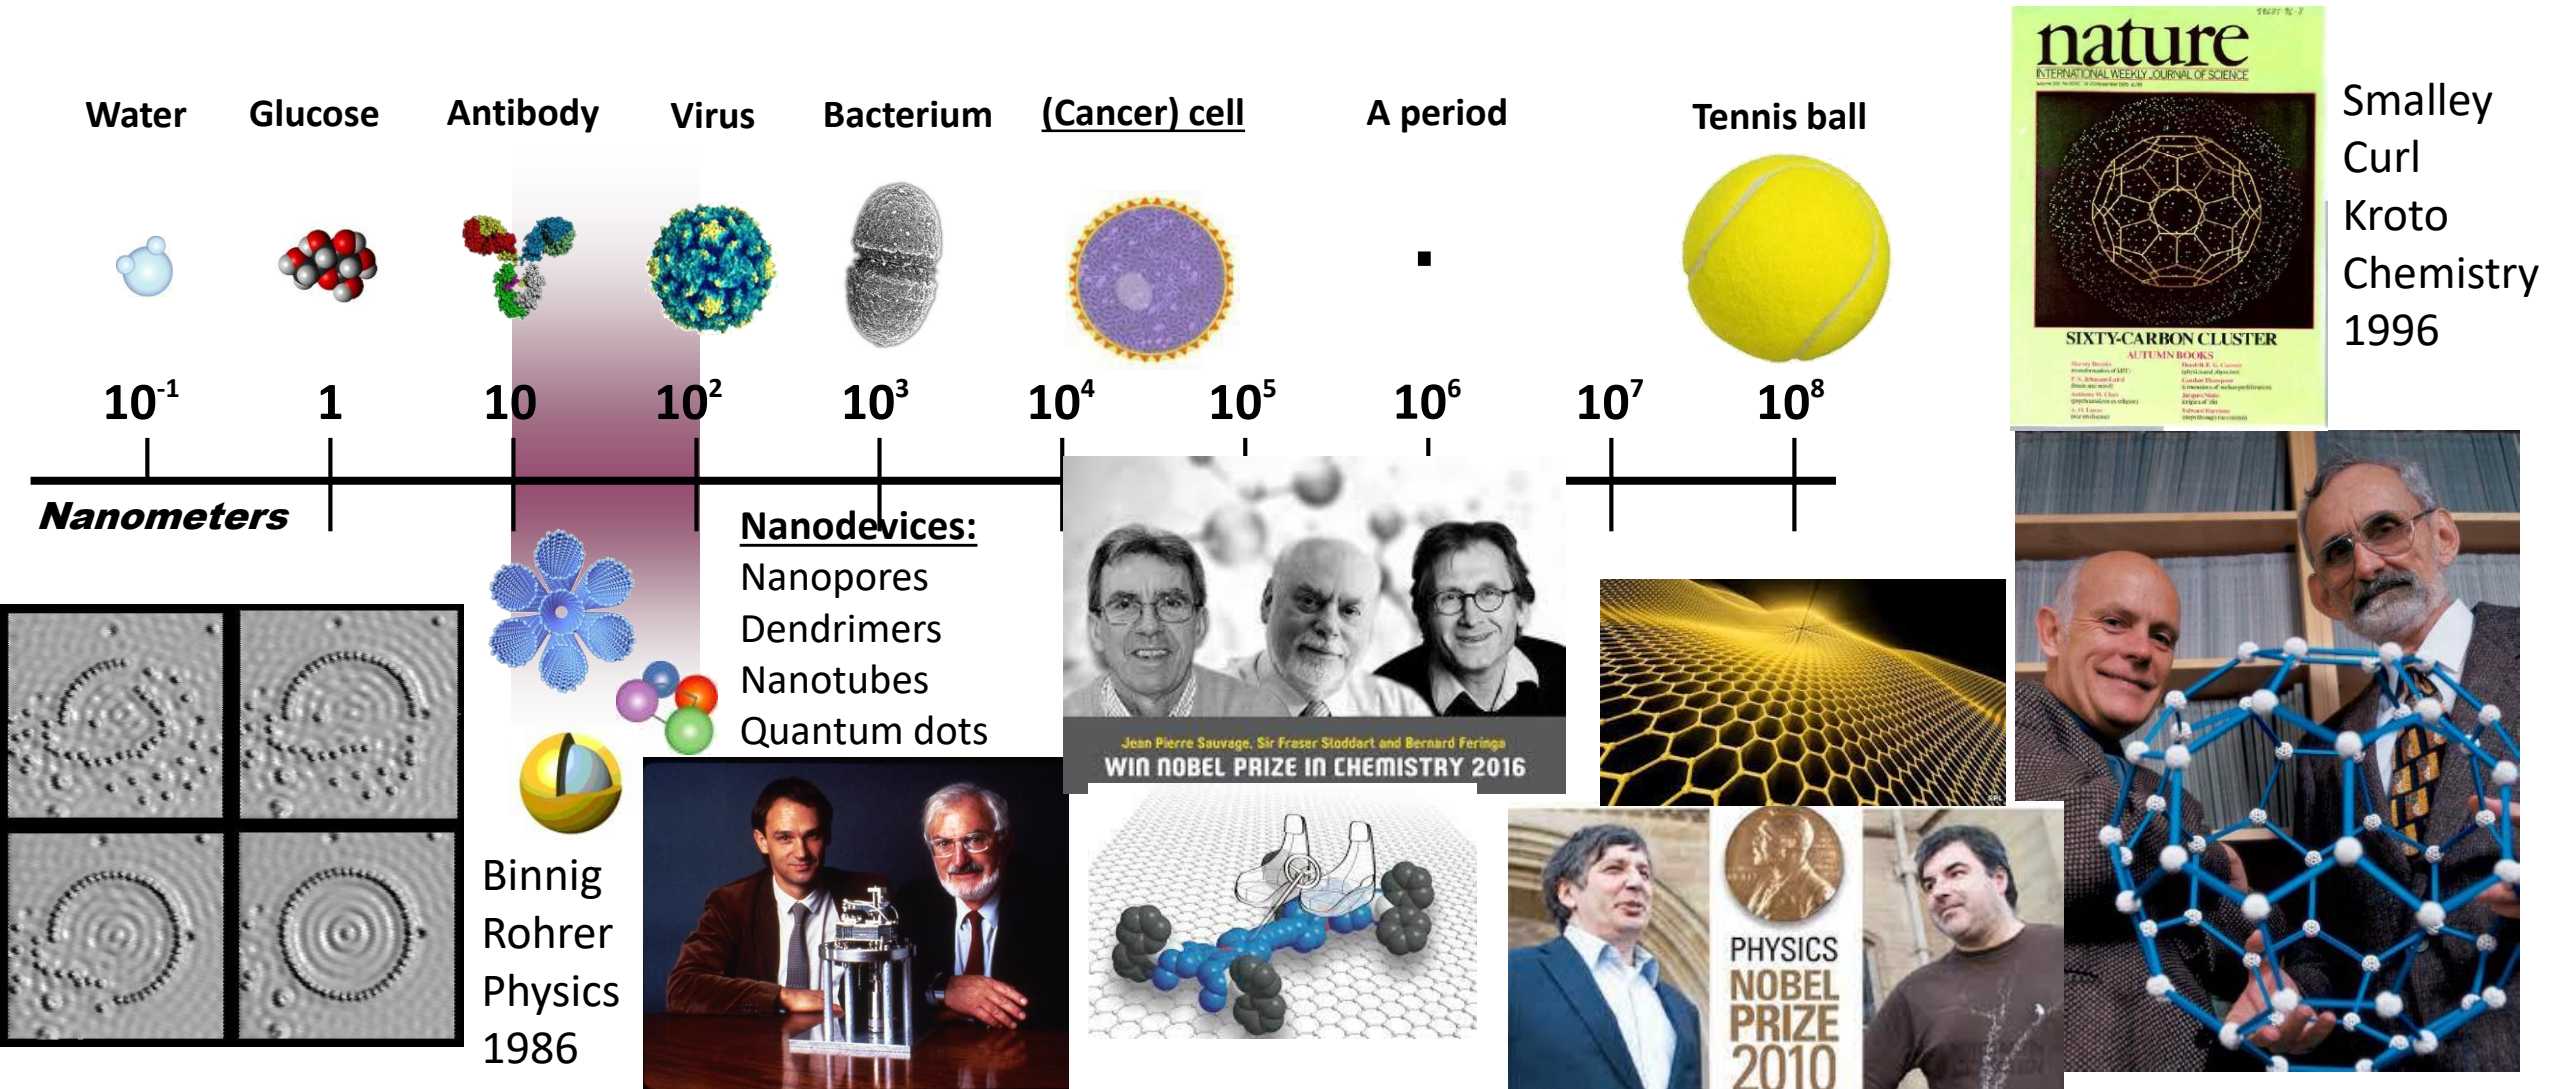 Water
Glucose
Antibody
Virus
Bacterium
(Cancer) cell
A period
Tennis ball
10-1
1
10
102
103
104
105
106
107
108
Nanometers
Nanodevices:
Nanopores
Dendrimers
Nanotubes
Quantum dots
Binnig
Rohrer
Physics
1986
Jean Pierre Sauvage, Sir Fraser Stoddart and Bernard Feringa
WIN NOBEL PRIZE IN CHEMISTRY 2016
SPL
PHYSICS
NOBEL
PRIZE
2010
nature
INTERNATIONAL WEEKLY JOURNAL OF SCIENCE
SIXTY-CARBON CLUSTER
AUTUMN BOOKS
Smalley
Curl
Kroto
Chemistry
1996